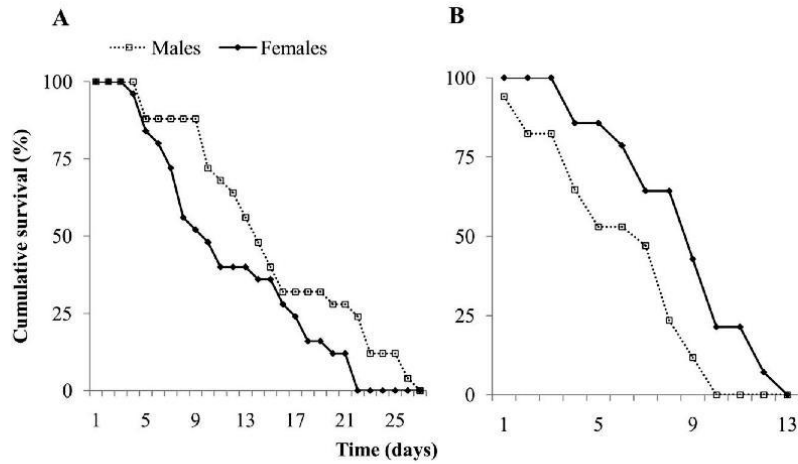 A
B
Males
Females
Cumulative survival (%)
100
75
50
25
0
1 5 9 13 17 21 25
100
75
50
25
0
1 5 9 13
Time (days)